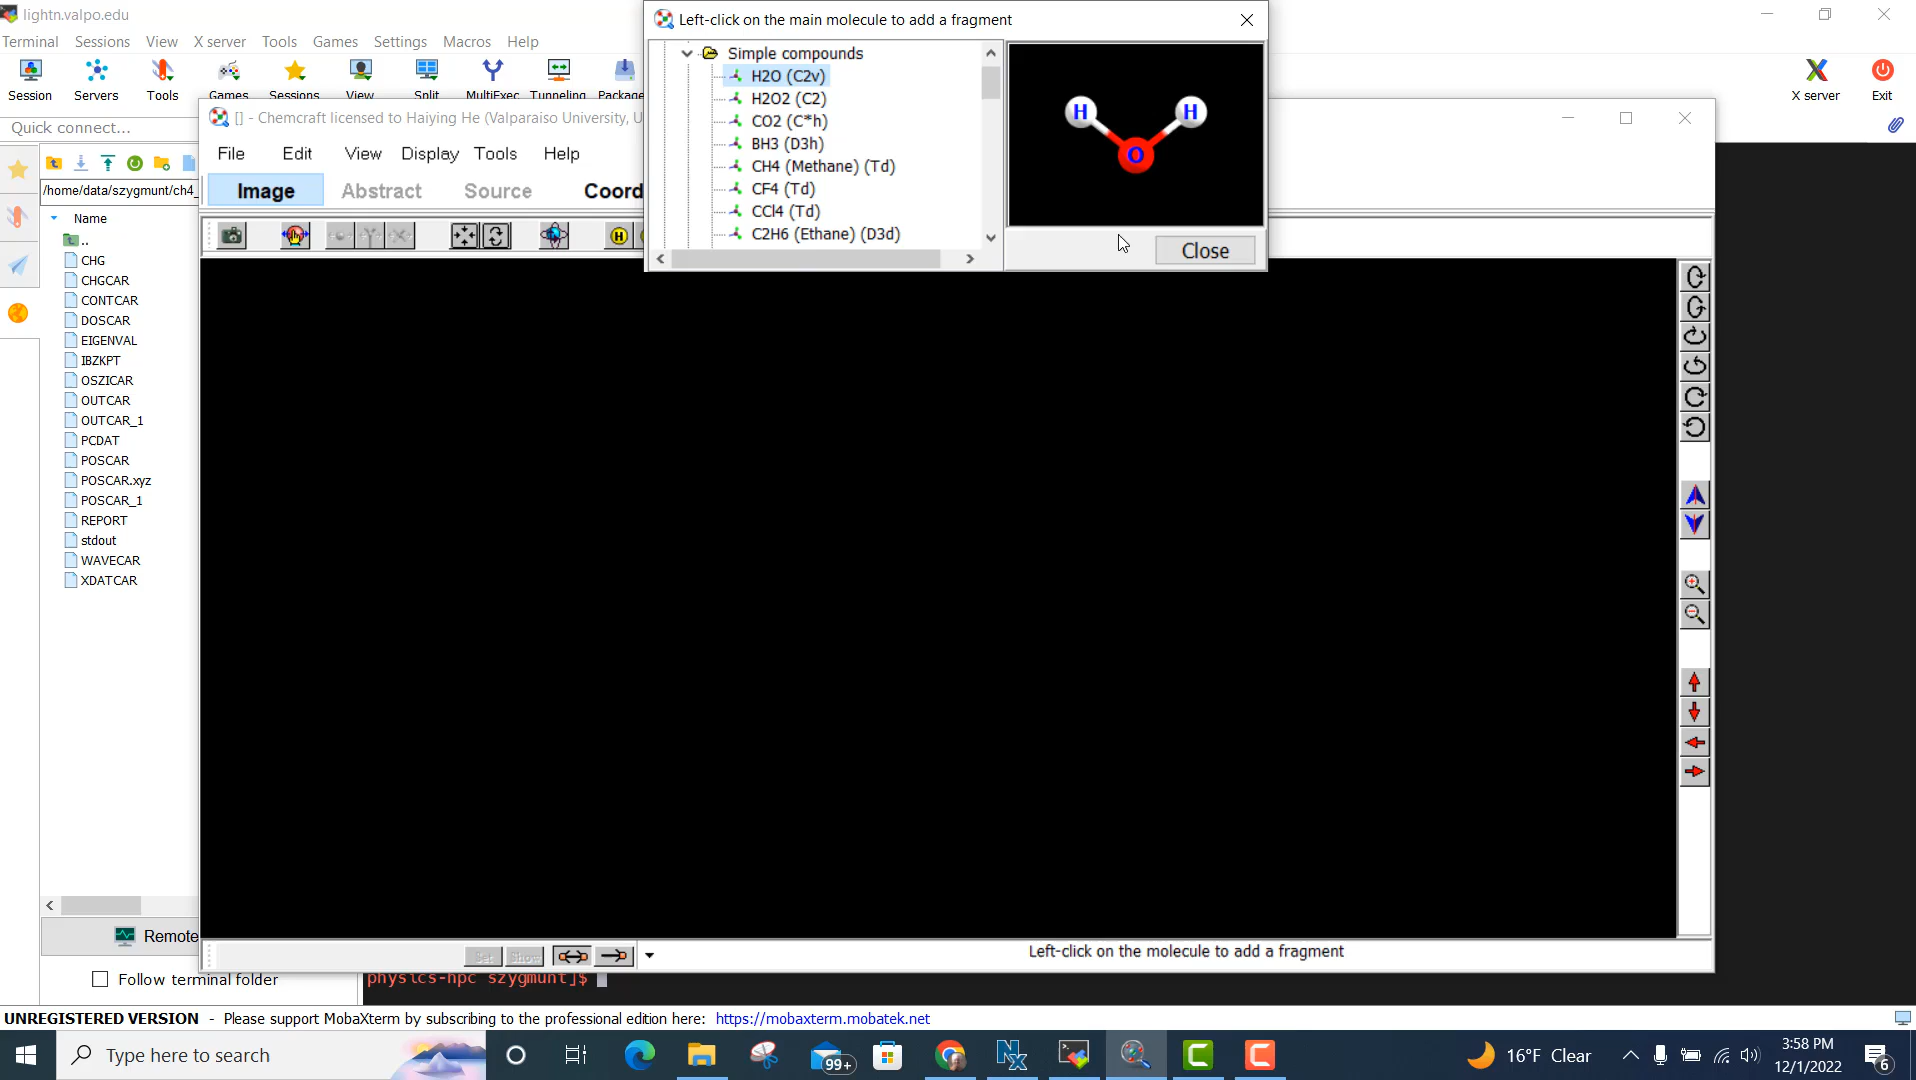 lightn.valpo.edu
Terminal Sessions View X server Tools Games Settings Macros Help
Session Servers Tools Games Sessions View Split MultiExec Tunneling Package
X server Exit
Quick connect...
Left-click on the main molecule to add a fragment
Simple compounds
H2O (C2v)
H2O2 (C2)
CO2 (C*h)
BH3 (D3h)
CH4 (Methane) (Td)
CF4 (Td)
CCl4 (Td)
C2H6 (Ethane) (D3d)
H H
O
Close
[] - Chemcraft licensed to Haiying He (Valparaiso University, U
File Edit View Display Tools Help
Image Abstract Source Coord
H
/home/data/szygmunt/ch4_
Name
..
CHG
CHGCAR
CONTCAR
DOSCAR
EIGENVAL
IBZKPT
OSZICAR
OUTCAR
OUTCAR_1
PCDAT
POSCAR
POSCAR.xyz
POSCAR_1
REPORT
stdout
WAVECAR
XDATCAR
Remote
Follow terminal folder
Set Show
Left-click on the molecule to add a fragment
physics-hpc szygmunt]$
UNREGISTERED VERSION - Please support MobaXterm by subscribing to the professional edition here: https://mobaxterm.mobatek.net
Type here to search
99+
16°F Clear
3:58 PM
12/1/2022
6